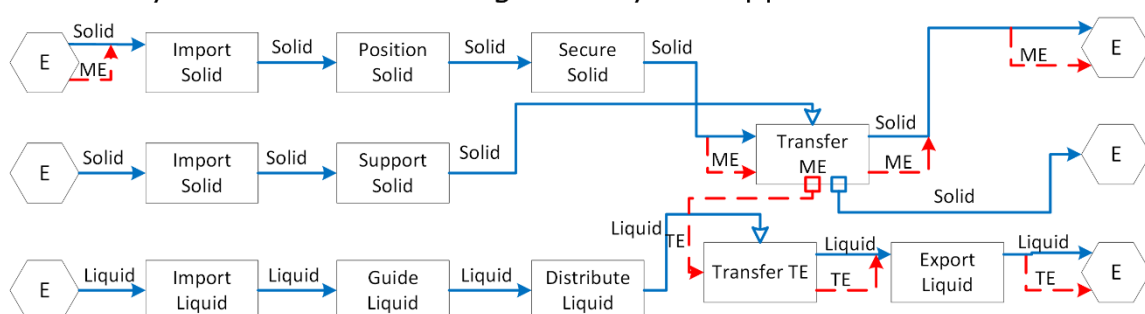 Solid
E
ME
Import
Solid
Solid
Position
Solid
Solid
Secure
Solid
Solid
ME
E
E
Solid
Import
Solid
Solid
Support
Solid
Solid
ME
Transfer
ME
Solid
ME
E
Solid
E
Liquid
Import
Liquid
Liquid
Guide
Liquid
Liquid
Distribute
Liquid
Liquid
TE
Transfer TE
Liquid
TE
Export
Liquid
Liquid
TE
E